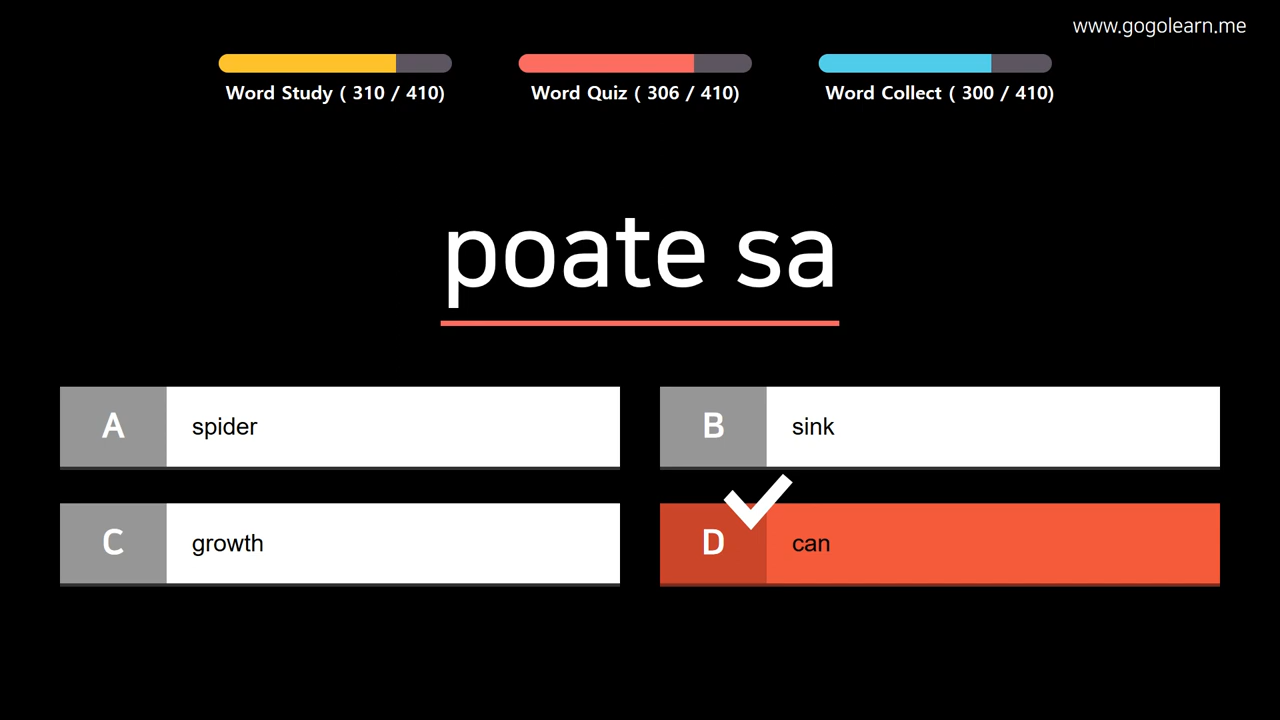 www.gogolearn.me
Word Study ( 310 / 410)
Word Quiz ( 306 / 410)
Word Collect ( 300 / 410)
poate sa
A spider
B sink
C growth
D can